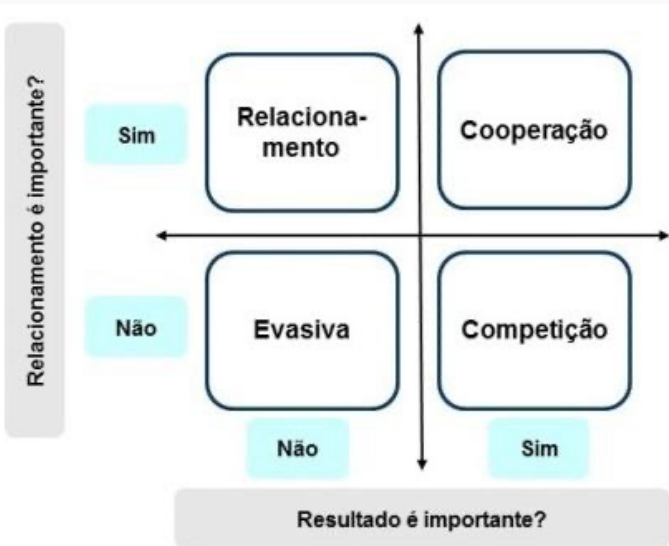 Relacionamento é importante?
Sim
Relaciona-
mento
Cooperação
Não
Evasiva
Competição
Não
Sim
Resultado é importante?